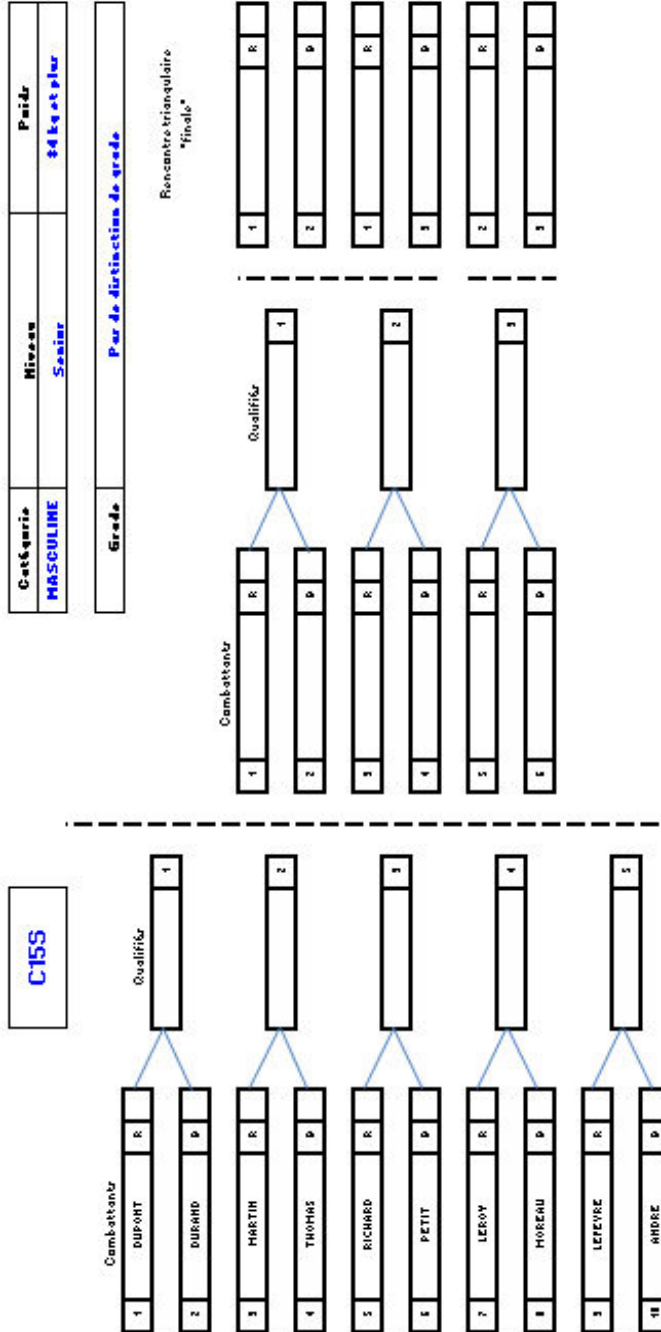 C15S
Catégorie Niveau Poids
MASCULINE Senior 84 kg et plus
Grade Pas de distinction de grade
Combattants
Qualifiés
1 DUPONT R
1
2 DURAND B
3 MARTIN R
2
4 THOMAS B
5 RICHARD R
3
6 PETIT B
7 LEROY R
4
8 MOREAU B
9 LEFEVRE R
5
10 ANDRE B
Combattants
Qualifiés
1 R
1
2 B
3 R
2
4 B
5 R
3
6 B
Rencontre triangulaire
"finale"
1 R
2 B
1 R
3 B
2 R
3 B